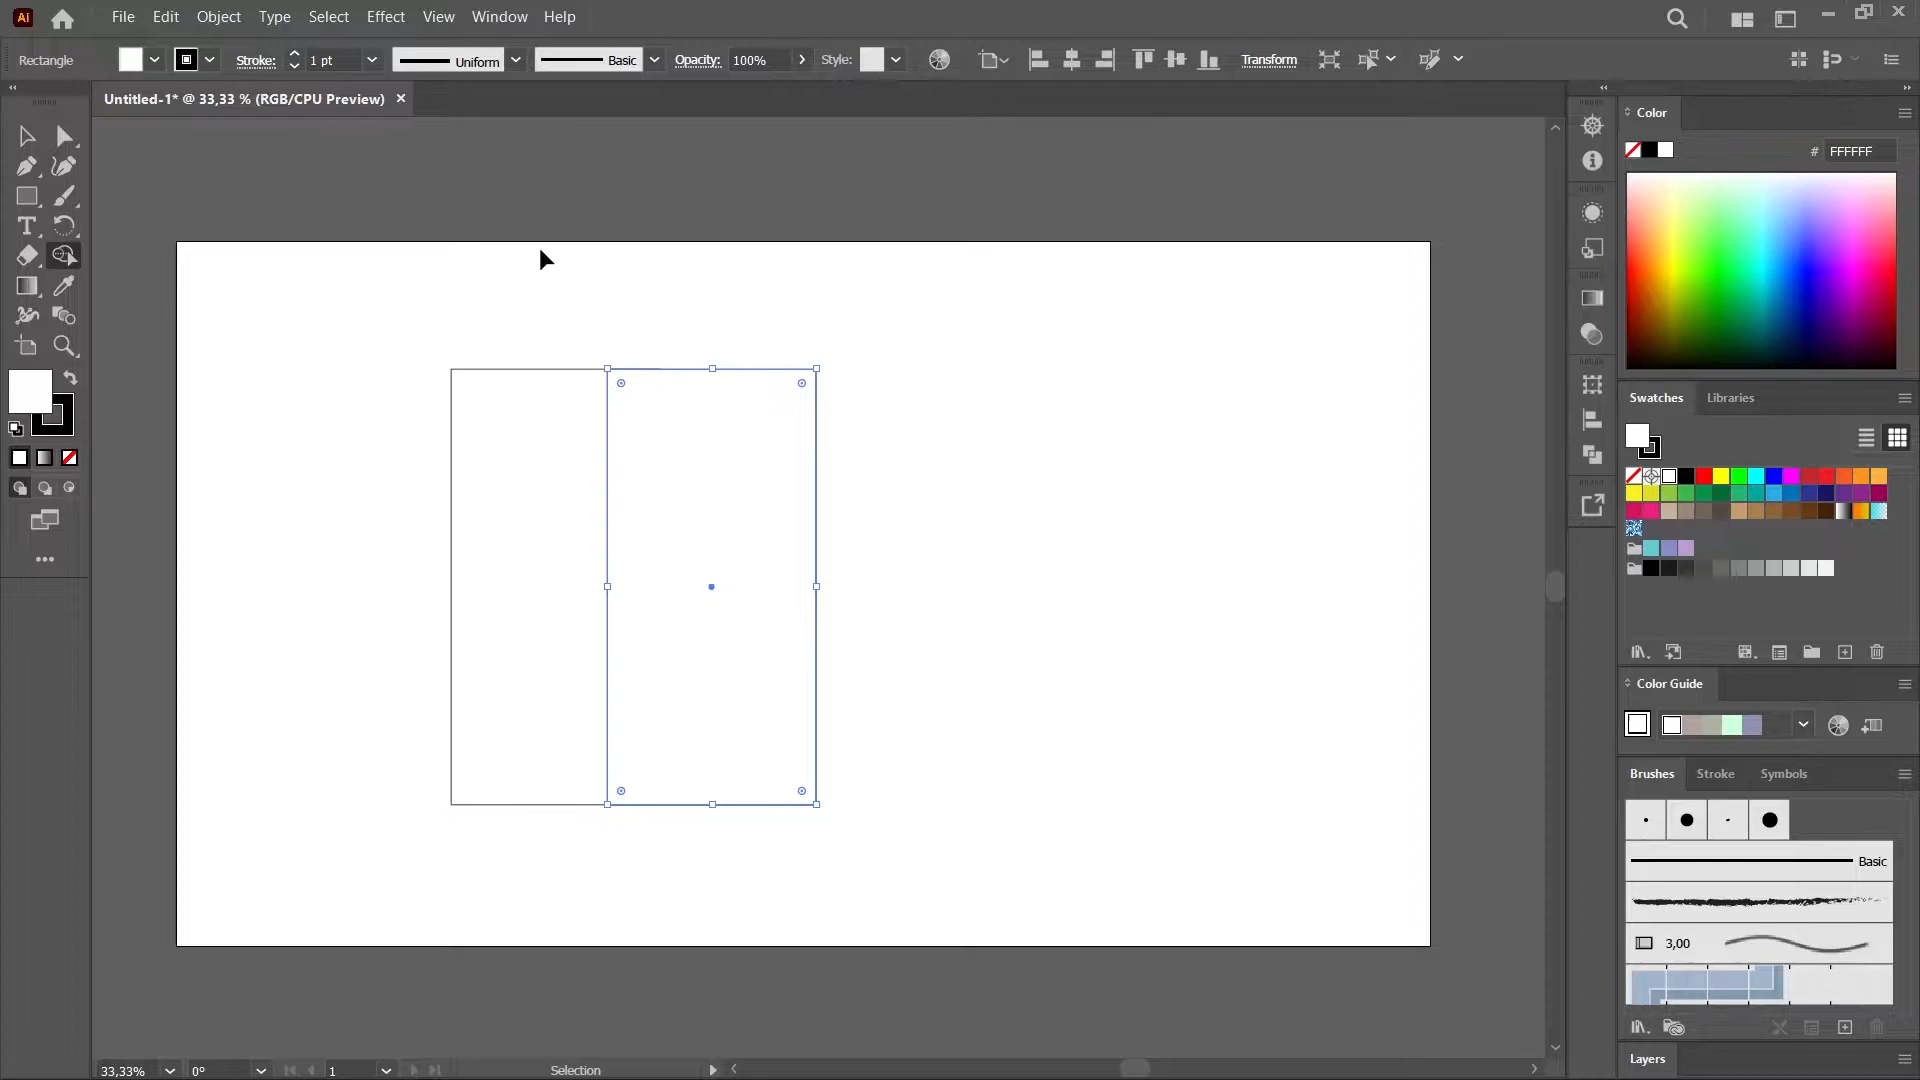 Ai File Edit Object Type Select Effect View Window Help
Rectangle Stroke: 1 pt Uniform Basic Opacity: 100% Style: Transform
Untitled-1* @ 33,33 % (RGB/CPU Preview) ×
Color
# FFFFFF
Swatches Libraries
Color Guide
Brushes Stroke Symbols
Basic
3,00
Layers
33,33% 0° 1 Selection